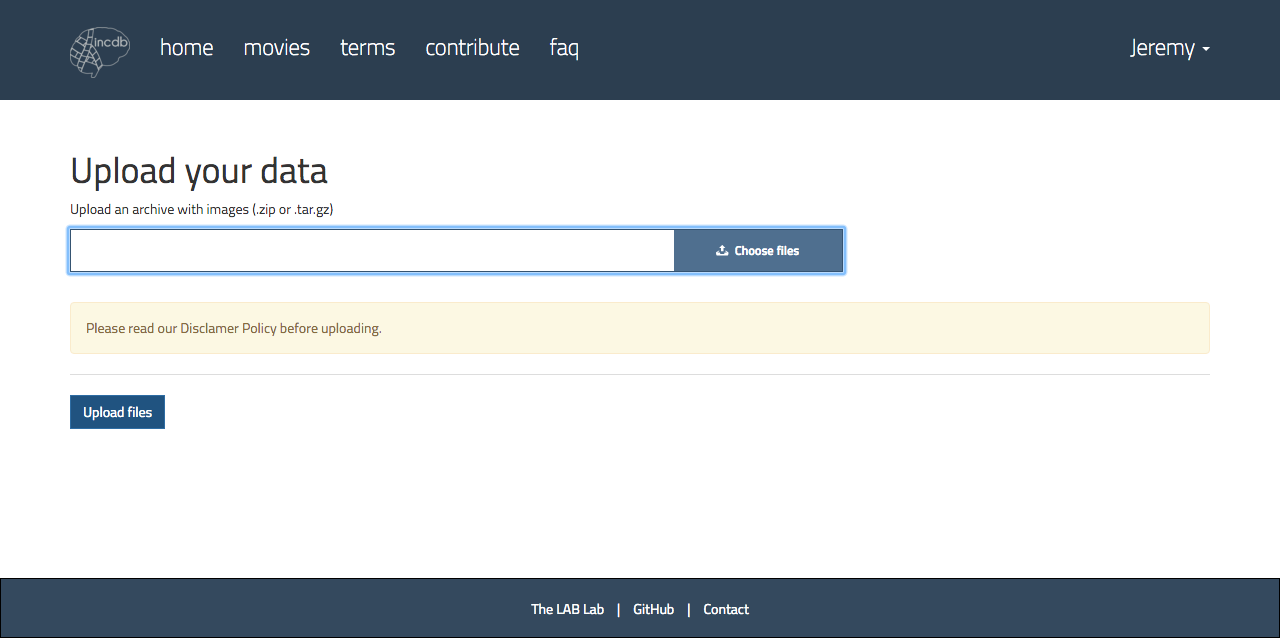 incdb home movies terms contribute faq Jeremy
Upload your data
Upload an archive with images (.zip or .tar.gz)
Choose files
Please read our Disclamer Policy before uploading.
Upload files
The LAB Lab | GitHub | Contact